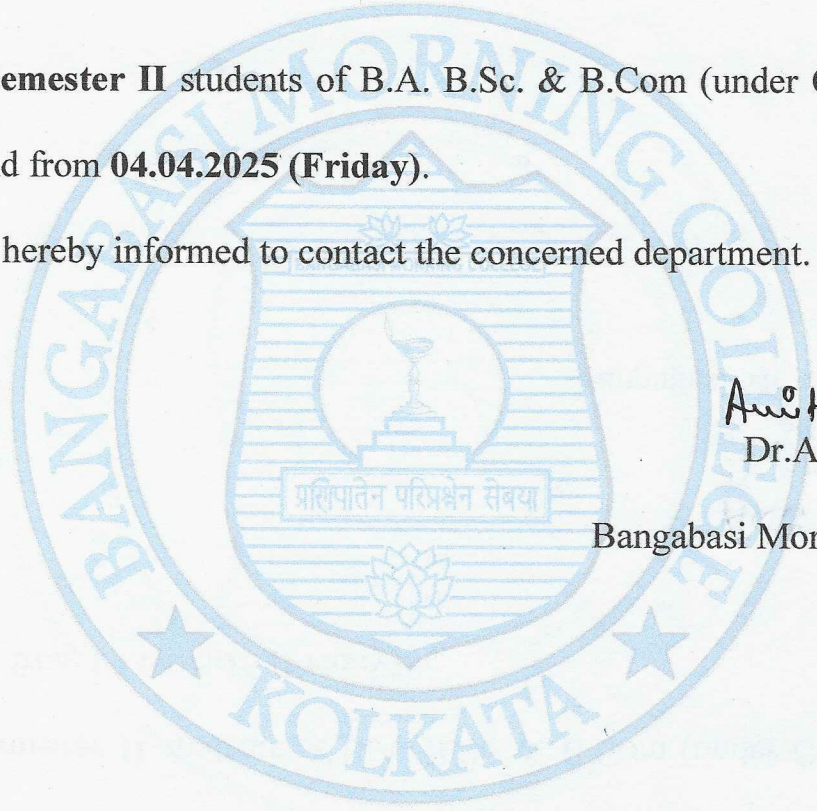 emester II students of B.A. B.Sc. & B.Com (under
d from 04.04.2025 (Friday).
hereby informed to contact the concerned department.
BANGABASI MORNING COLLEGE
BANGABASI MORNING COLLEGE
Dr.A
प्रणिपातेन परिप्रश्नेन सेवया
Bangabasi Mor
KOLKATA